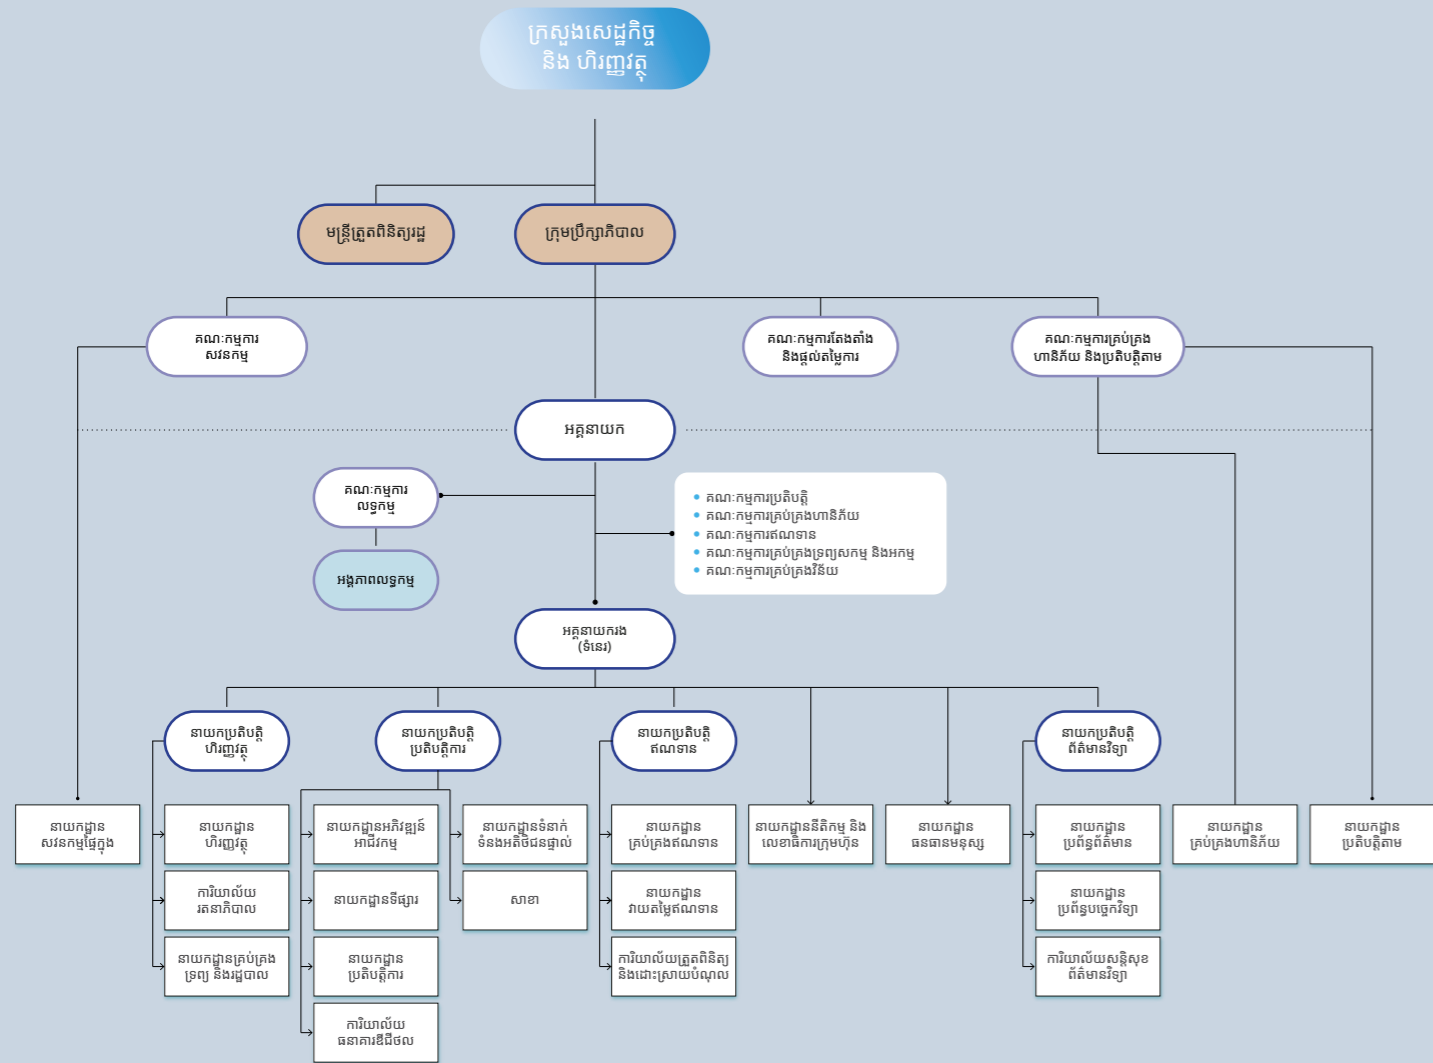 ក្រសួងសេដ្ឋកិច្ច
និង ហិរញ្ញវត្ថុ
មន្ត្រីត្រួតពិនិត្យរដ្ឋ
ក្រុមប្រឹក្សាភិបាល
គណៈកម្មការ
សវនកម្ម
គណៈកម្មការតែងតាំង
និងផ្តល់តម្លៃការ
គណៈកម្មការគ្រប់គ្រង
ហានិភ័យ និងប្រតិបត្តិតាម
អគ្គនាយក
គណៈកម្មការ
លទ្ធកម្ម
អង្គភាពលទ្ធកម្ម
គណៈកម្មការប្រតិបត្តិ
គណៈកម្មការគ្រប់គ្រងហានិភ័យ
គណៈកម្មការឥណទាន
គណៈកម្មការគ្រប់គ្រងទ្រព្យសកម្ម និងអកម្ម
គណៈកម្មការគ្រប់គ្រងវិន័យ
អគ្គនាយករង
(ទំនេរ)
នាយកប្រតិបត្តិ
ហិរញ្ញវត្ថុ
នាយកប្រតិបត្តិ
ប្រតិបត្តិការ
នាយកប្រតិបត្តិ
ឥណទាន
នាយកប្រតិបត្តិ
ព័ត៌មានវិទ្យា
នាយកដ្ឋាន
សវនកម្មផ្ទៃក្នុង
នាយកដ្ឋាន
ហិរញ្ញវត្ថុ
នាយកដ្ឋានអភិវឌ្ឍន៍
អាជីវកម្ម
នាយកដ្ឋានទំនាក់
ទំនងអតិថិជនផ្ទាល់
នាយកដ្ឋាន
គ្រប់គ្រងឥណទាន
នាយកដ្ឋាននីតិកម្ម និង
លេខាធិការក្រុមហ៊ុន
នាយកដ្ឋាន
ធនធានមនុស្ស
នាយកដ្ឋាន
ប្រព័ន្ធព័ត៌មាន
នាយកដ្ឋាន
គ្រប់គ្រងហានិភ័យ
នាយកដ្ឋាន
ប្រតិបត្តិតាម
ការិយាល័យ
រតនាភិបាល
នាយកដ្ឋានទីផ្សារ
សាខា
នាយកដ្ឋាន
វាយតម្លៃឥណទាន
នាយកដ្ឋាន
ប្រព័ន្ធបច្ចេកវិទ្យា
នាយកដ្ឋានគ្រប់គ្រង
ទ្រព្យ និងរដ្ឋបាល
នាយកដ្ឋាន
ប្រតិបត្តិការ
ការិយាល័យត្រួតពិនិត្យ
និងដោះស្រាយបំណុល
ការិយាល័យសន្តិសុខ
ព័ត៌មានវិទ្យា
ការិយាល័យ
ធនាគារឌីជីថល